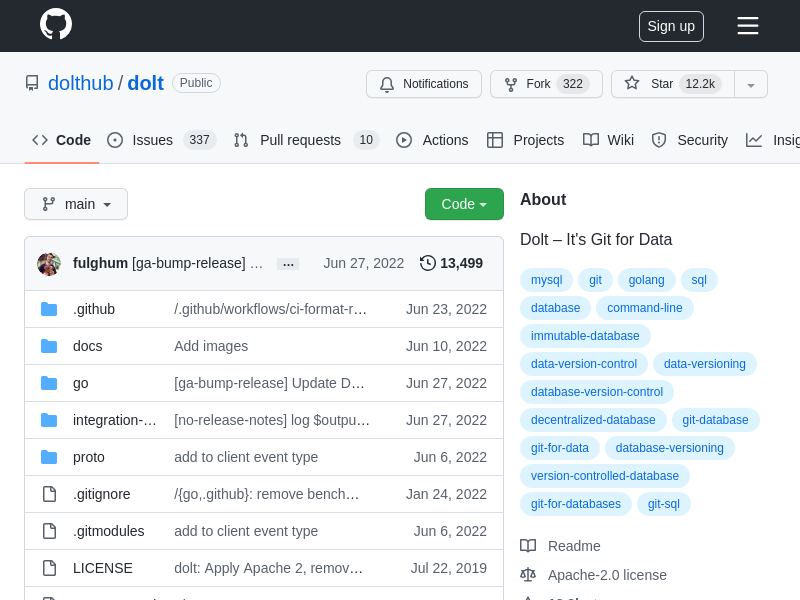 Sign up
dolthub / dolt Public
Notifications Fork 322 Star 12.2k
Code Issues 337 Pull requests 10 Actions Projects Wiki Security
main Code
fulghum [ga-bump-release] … ... Jun 27, 2022 13,499
.github /.github/workflows/ci-format-r… Jun 23, 2022
docs Add images Jun 10, 2022
go [ga-bump-release] Update D… Jun 27, 2022
integration-… [no-release-notes] log $outpu… Jun 27, 2022
proto add to client event type Jun 6, 2022
.gitignore /{go,.github}: remove bench… Jan 24, 2022
.gitmodules add to client event type Jun 6, 2022
LICENSE dolt: Apply Apache 2, remov… Jul 22, 2019
About
Dolt – It's Git for Data
mysql git golang sql
database command-line
immutable-database
data-version-control data-versioning
database-version-control
decentralized-database git-database
git-for-data database-versioning
version-controlled-database
git-for-databases git-sql
Readme
Apache-2.0 license